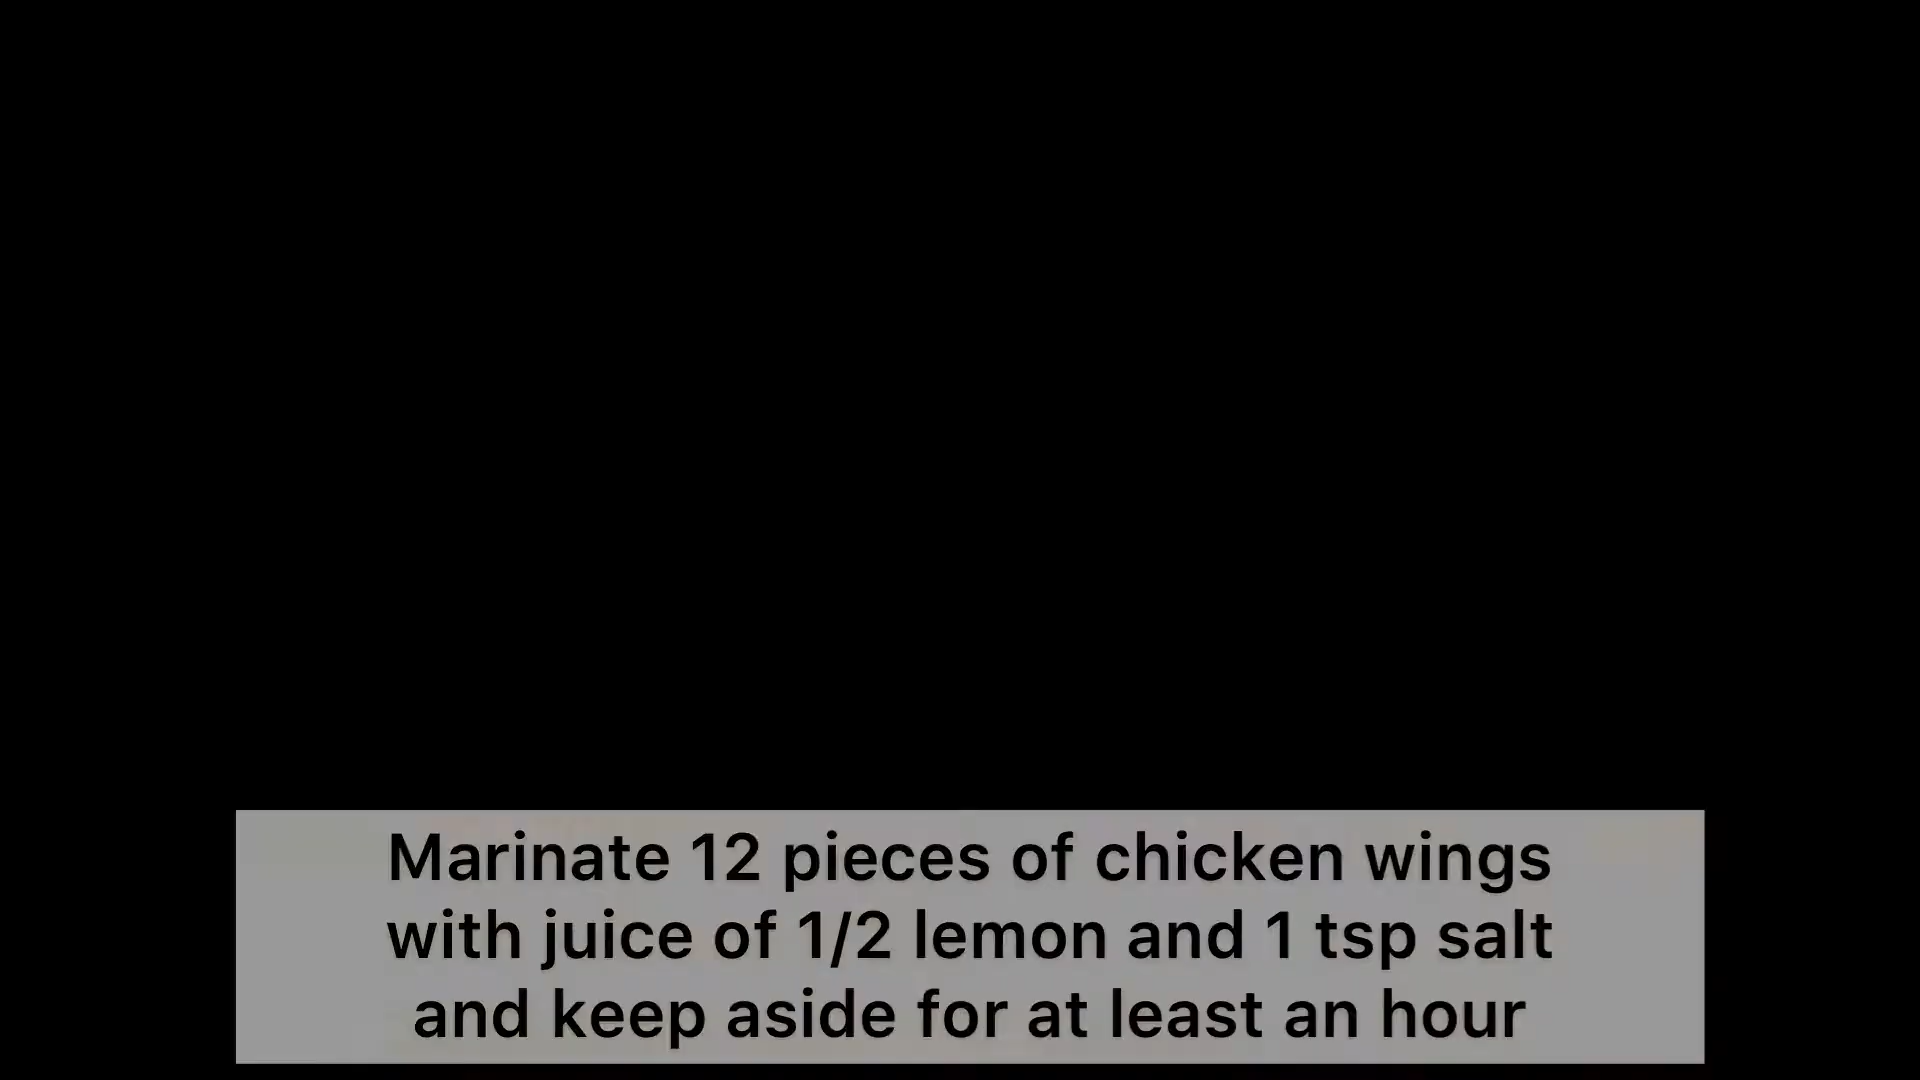 Marinate 12 pieces of chicken wings
with juice of 1/2 lemon and 1 tsp salt
and keep aside for at least an hour